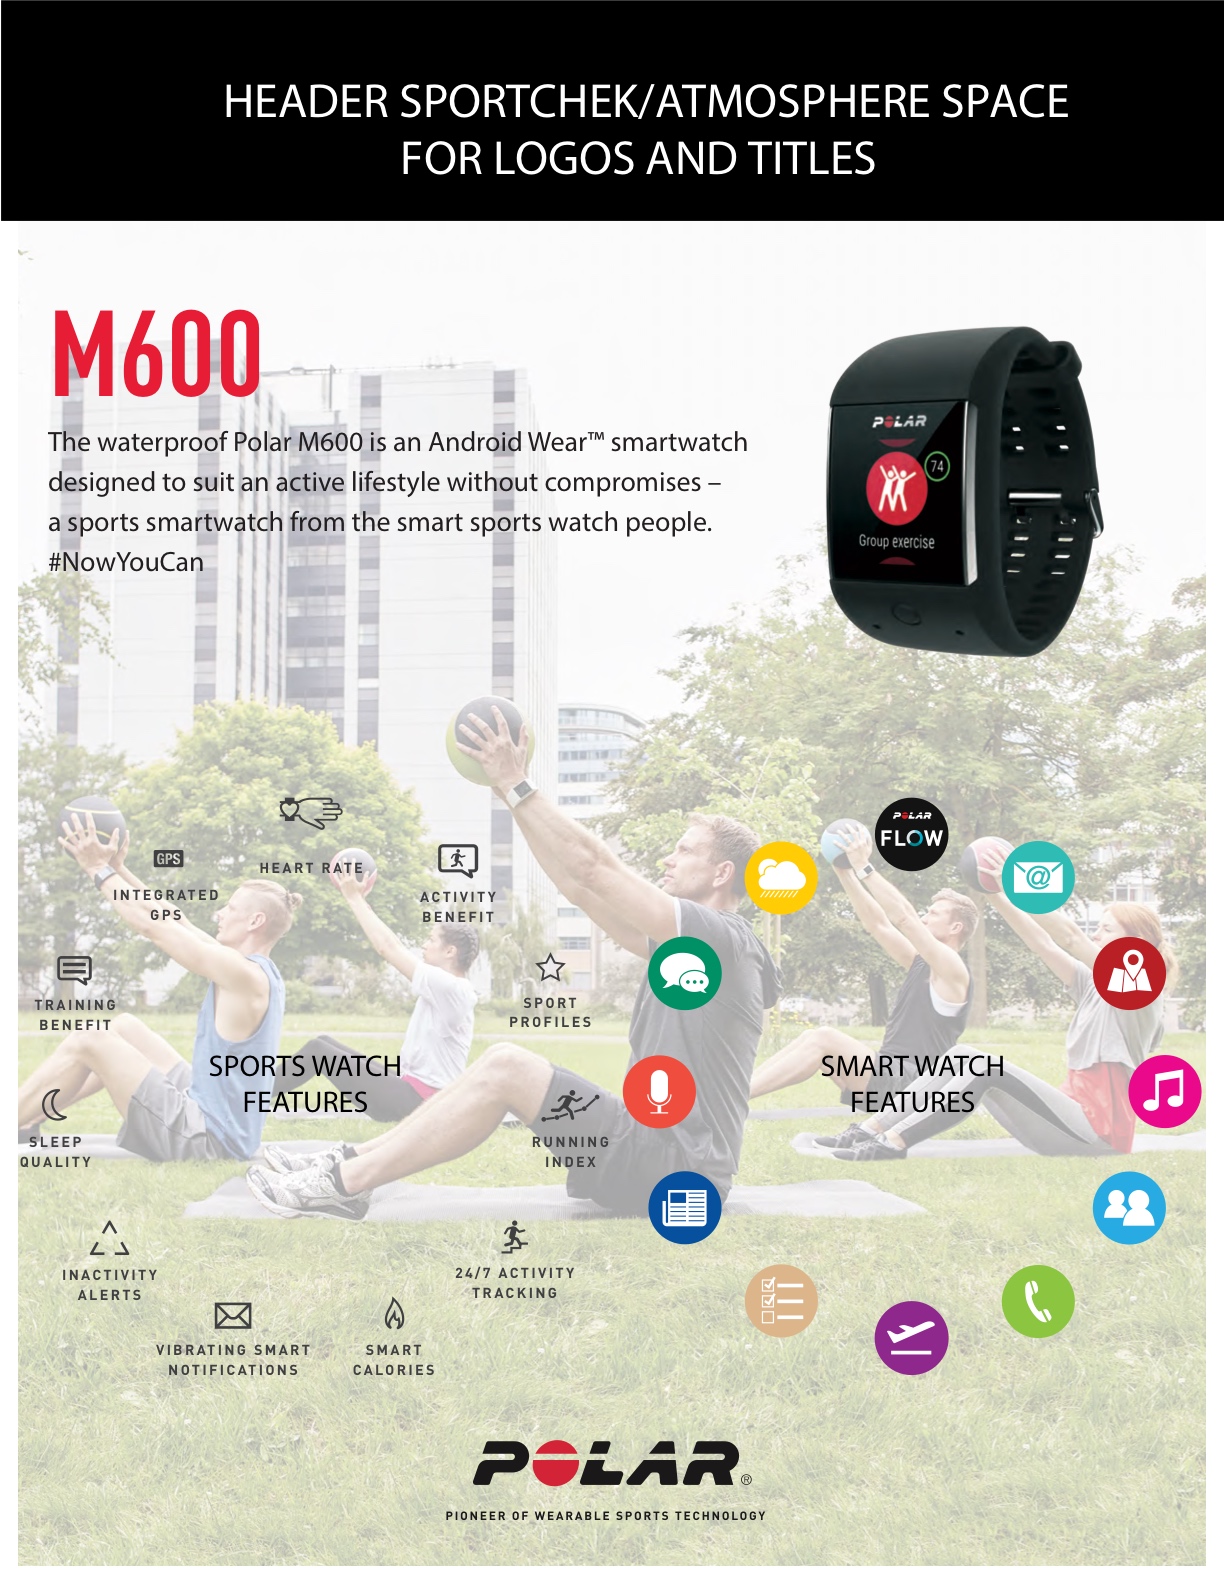 HEADER SPORTCHEK/ATMOSPHERE SPACE
FOR LOGOS AND TITLES
M600
The waterproof Polar M600 is an Android Wear™ smartwatch
designed to suit an active lifestyle without compromises –
a sports smartwatch from the smart sports watch people.
#NowYouCan
POLAR
74
Group exercise
HEART RATE
GPS
INTEGRATED
GPS
ACTIVITY
BENEFIT
TRAINING
BENEFIT
SPORT
PROFILES
SPORTS WATCH
FEATURES
SLEEP
QUALITY
RUNNING
INDEX
INACTIVITY
ALERTS
24/7 ACTIVITY
TRACKING
VIBRATING SMART
NOTIFICATIONS
SMART
CALORIES
POLAR
FLOW
@
SMART WATCH
FEATURES
POLAR®
PIONEER OF WEARABLE SPORTS TECHNOLOGY